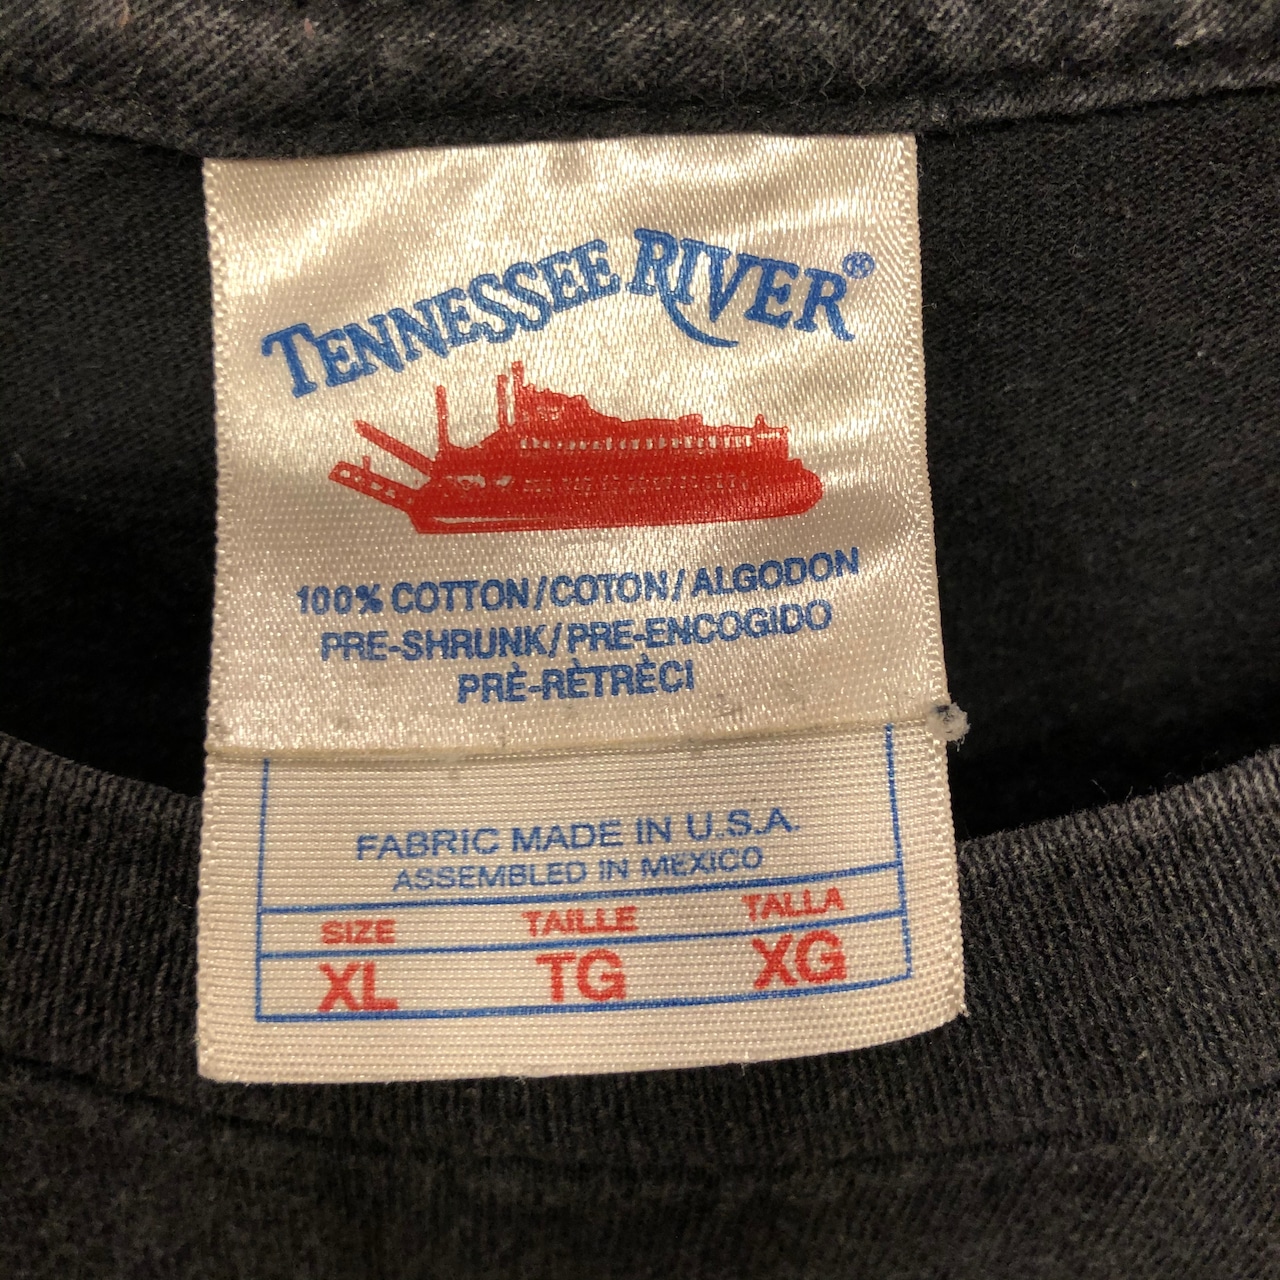 TENNESSEE RIVER®
100% COTTON/COTON/ALGODON
PRE-SHRUNK/PRE-ENCOGIDO
PRÈ-RÈTRÈCI
FABRIC MADE IN U.S.A.
ASSEMBLED IN MEXICO
SIZE TAILLE TALLA
XL TG XG